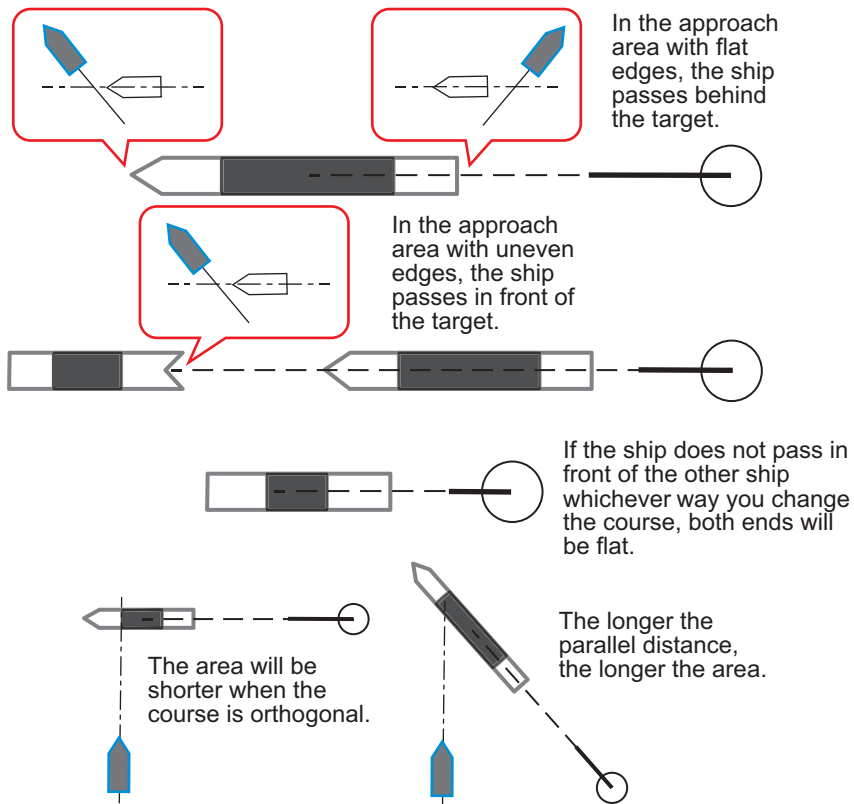 In the approach
area with flat
edges, the ship
passes behind
the target.
In the approach
area with uneven
edges, the ship
passes in front of
the target.
If the ship does not pass in
front of the other ship
whichever way you change
the course, both ends will
be flat.
The area will be
shorter when the
course is orthogonal.
The longer the
parallel distance,
the longer the area.